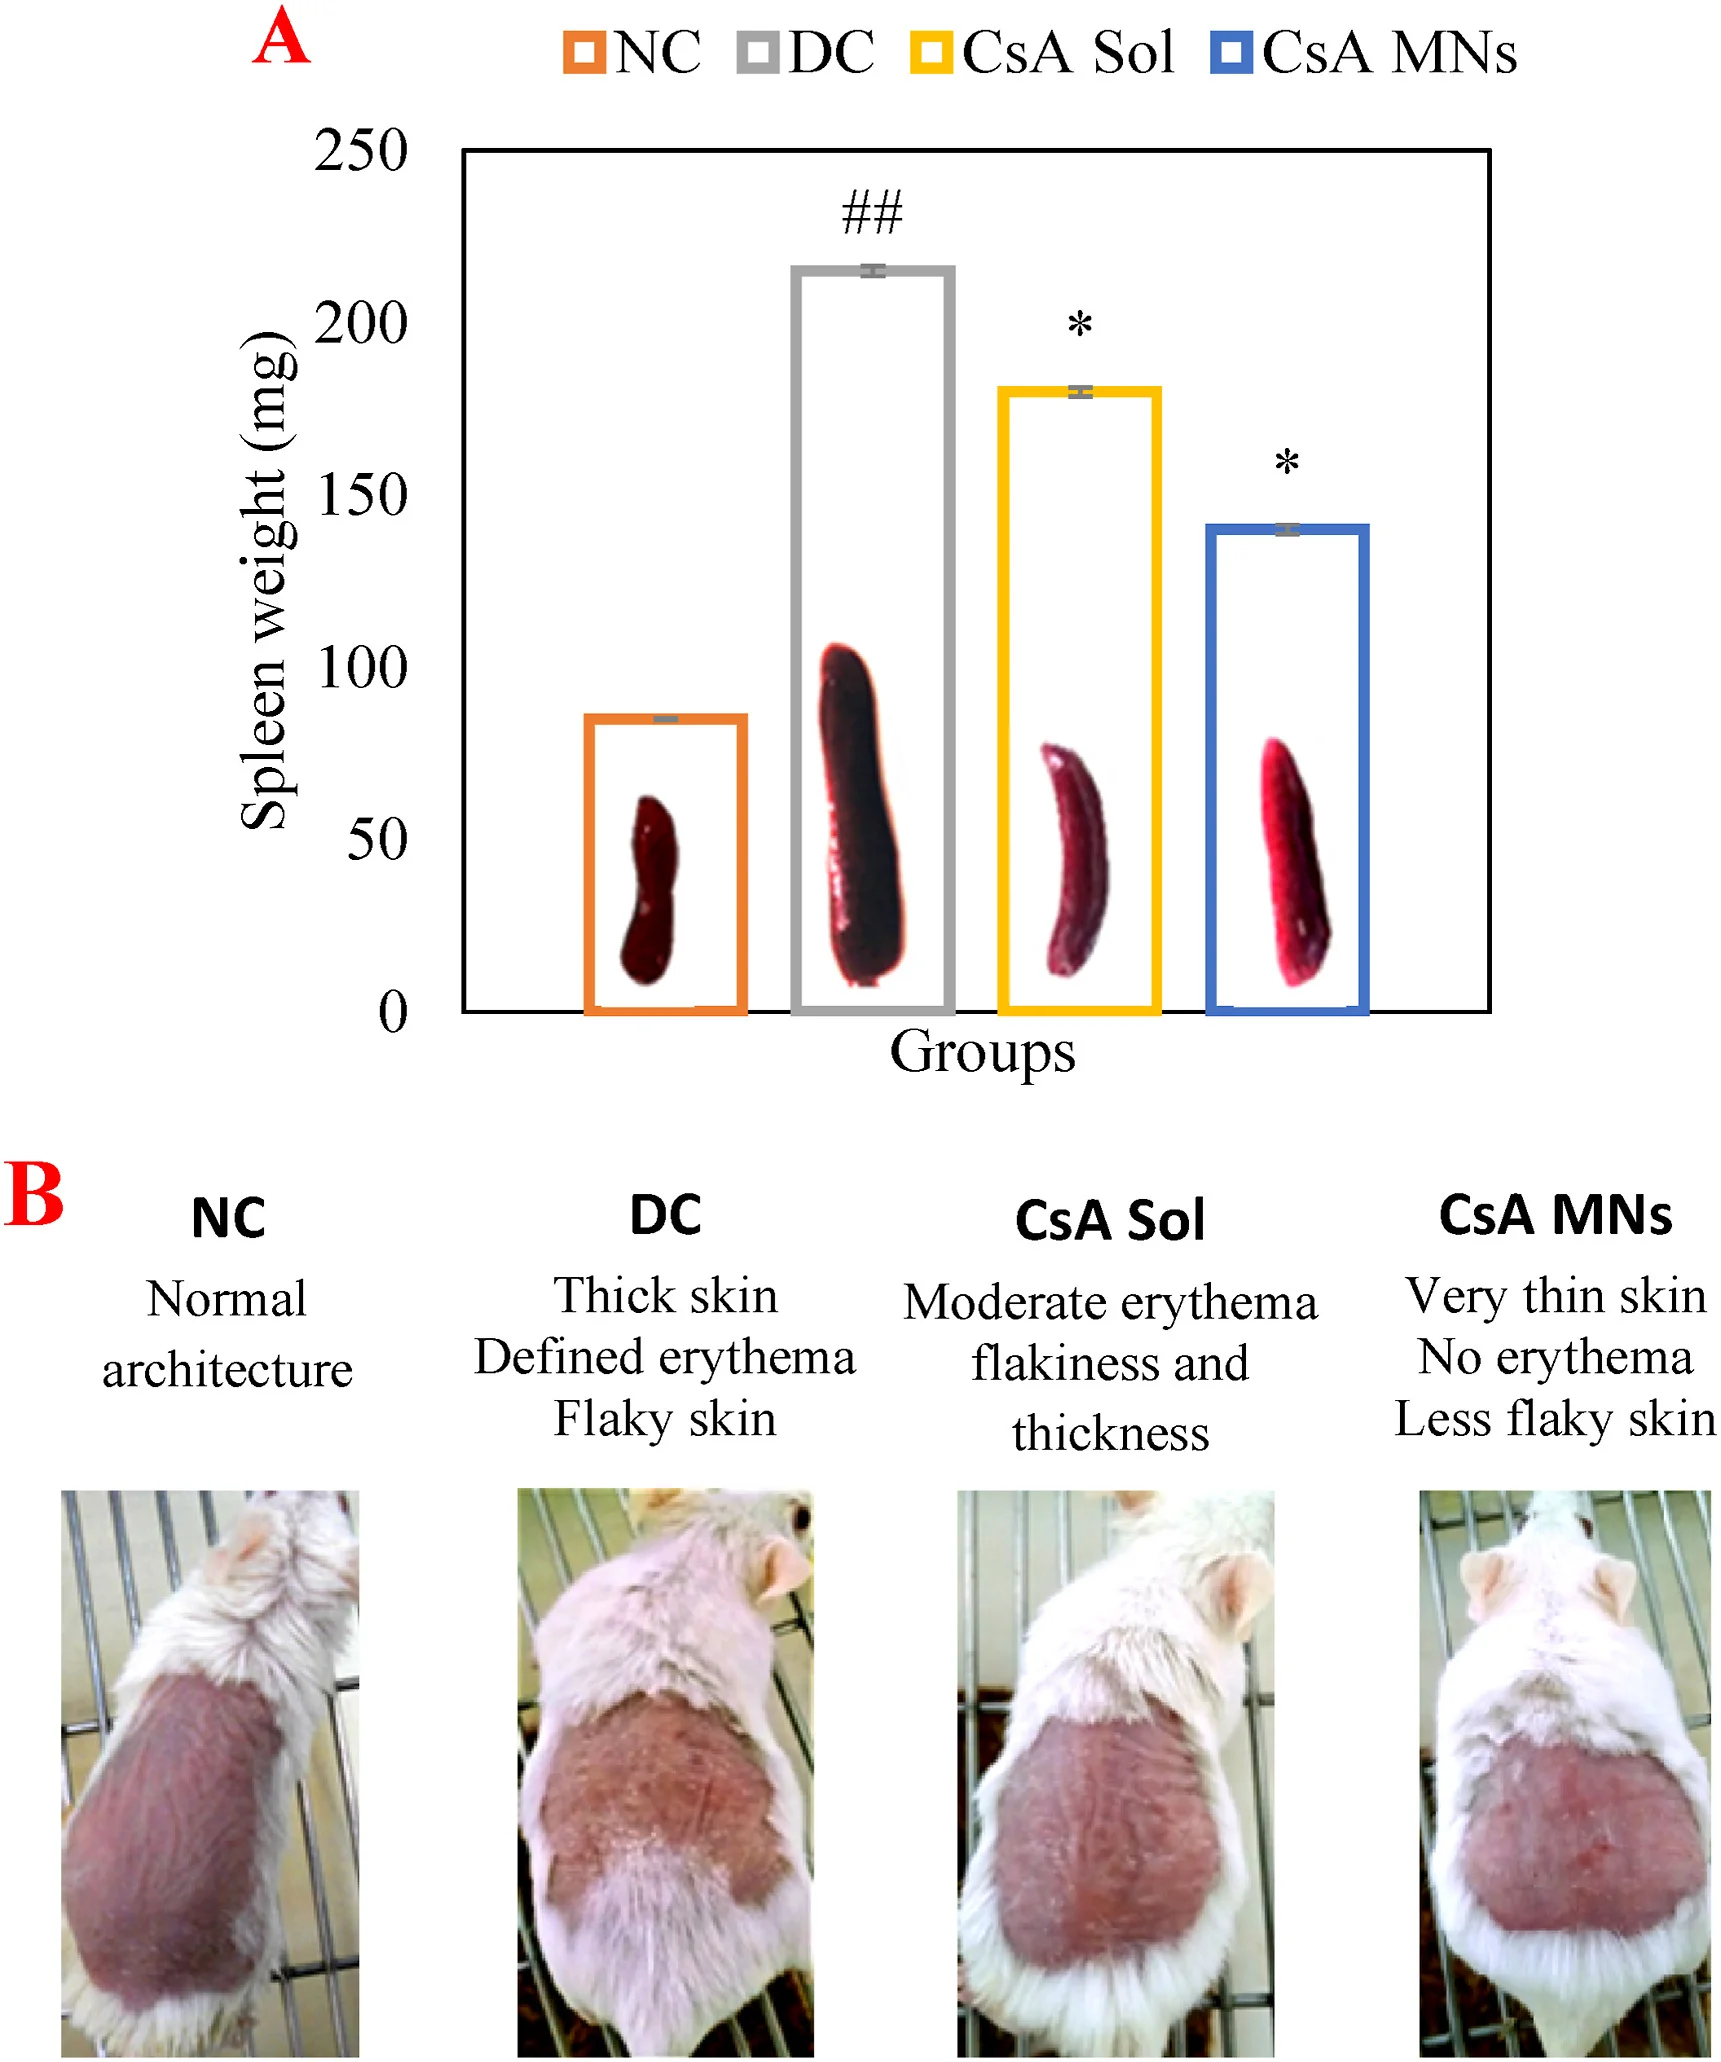 A
NC DC CsA Sol CsA MNs
250
200
150
100
50
0
Spleen weight (mg)
##
*
*
Groups
B
NC
Normal
architecture
DC
Thick skin
Defined erythema
Flaky skin
CsA Sol
Moderate erythema
flakiness and
thickness
CsA MNs
Very thin skin
No erythema
Less flaky skin